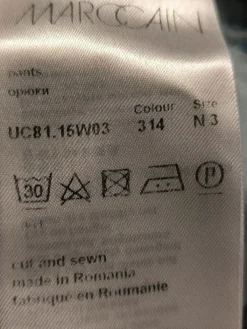 MARCCAIN
pants
брюки
Colour Size
UC81.15W03 314 N 3
30 P
cut and sewn
made in Romania
fabriqué en Roumanie